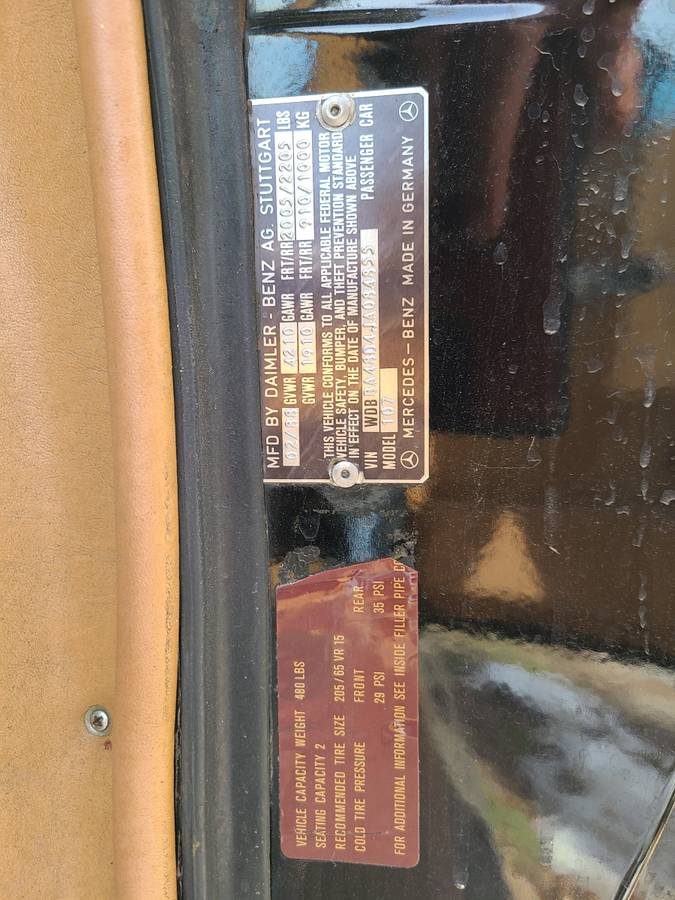 MFD BY DAIMLER - BENZ AG. STUTTGART
02/88 GVWR 4210 GAWR FRT/RR 2005/2205 LBS
GVWR 1910 GAWR FRT/RR 910/1000 KG
THIS VEHICLE CONFORMS TO ALL APPLICABLE FEDERAL MOTOR
VEHICLE SAFETY, BUMPER, AND THEFT PREVENTION STANDARD
IN EFFECT ON THE DATE OF MANUFACTURE SHOWN ABOVE
VIN WDB
MODEL 107 PASSENGER CAR
MERCEDES-BENZ MADE IN GERMANY
VEHICLE CAPACITY WEIGHT 480 LBS
SEATING CAPACITY 2
RECOMMENDED TIRE SIZE 205/65 VR 15
COLD TIRE PRESSURE FRONT REAR
29 PSI 35 PSI
FOR ADDITIONAL INFORMATION SEE INSIDE FILLER PIPE